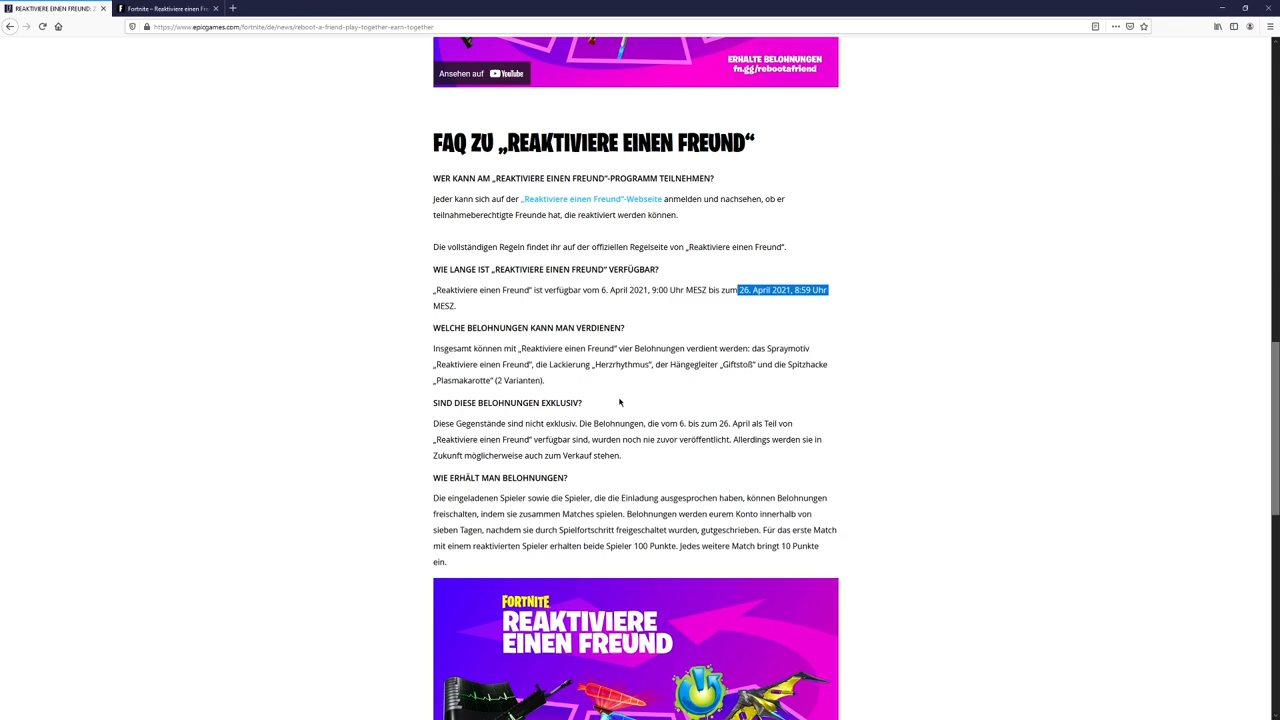 REAKTIVIERE EINEN FREUND: Z
Fortnite – Reaktiviere einen Fr
https://www.epicgames.com/fortnite/de/news/reboot-a-friend-play-together-earn-together
Ansehen auf YouTube
ERHALTE BELOHNUNGEN
fn.gg/rebootafriend
FAQ ZU „REAKTIVIERE EINEN FREUND“
WER KANN AM „REAKTIVIERE EINEN FREUND“-PROGRAMM TEILNEHMEN?
Jeder kann sich auf der „Reaktiviere einen Freund“-Webseite anmelden und nachsehen, ob er
teilnahmeberechtigte Freunde hat, die reaktiviert werden können.
Die vollständigen Regeln findet ihr auf der offiziellen Regelseite von „Reaktiviere einen Freund“.
WIE LANGE IST „REAKTIVIERE EINEN FREUND“ VERFÜGBAR?
„Reaktiviere einen Freund“ ist verfügbar vom 6. April 2021, 9:00 Uhr MESZ bis zum 26. April 2021, 8:59 Uhr
MESZ.
WELCHE BELOHNUNGEN KANN MAN VERDIENEN?
Insgesamt können mit „Reaktiviere einen Freund“ vier Belohnungen verdient werden: das Spraymotiv
„Reaktiviere einen Freund“, die Lackierung „Herzrhythmus“, der Hängegleiter „Giftstoß“ und die Spitzhacke
„Plasmakarotte“ (2 Varianten).
SIND DIESE BELOHNUNGEN EXKLUSIV?
Diese Gegenstände sind nicht exklusiv. Die Belohnungen, die vom 6. bis zum 26. April als Teil von
„Reaktiviere einen Freund“ verfügbar sind, wurden noch nie zuvor veröffentlicht. Allerdings werden sie in
Zukunft möglicherweise auch zum Verkauf stehen.
WIE ERHÄLT MAN BELOHNUNGEN?
Die eingeladenen Spieler sowie die Spieler, die die Einladung ausgesprochen haben, können Belohnungen
freischalten, indem sie zusammen Matches spielen. Belohnungen werden eurem Konto innerhalb von
sieben Tagen, nachdem sie durch Spielfortschritt freigeschaltet wurden, gutgeschrieben. Für das erste Match
mit einem reaktivierten Spieler erhalten beide Spieler 100 Punkte. Jedes weitere Match bringt 10 Punkte
ein.
FORTNITE
REAKTIVIERE
EINEN FREUND